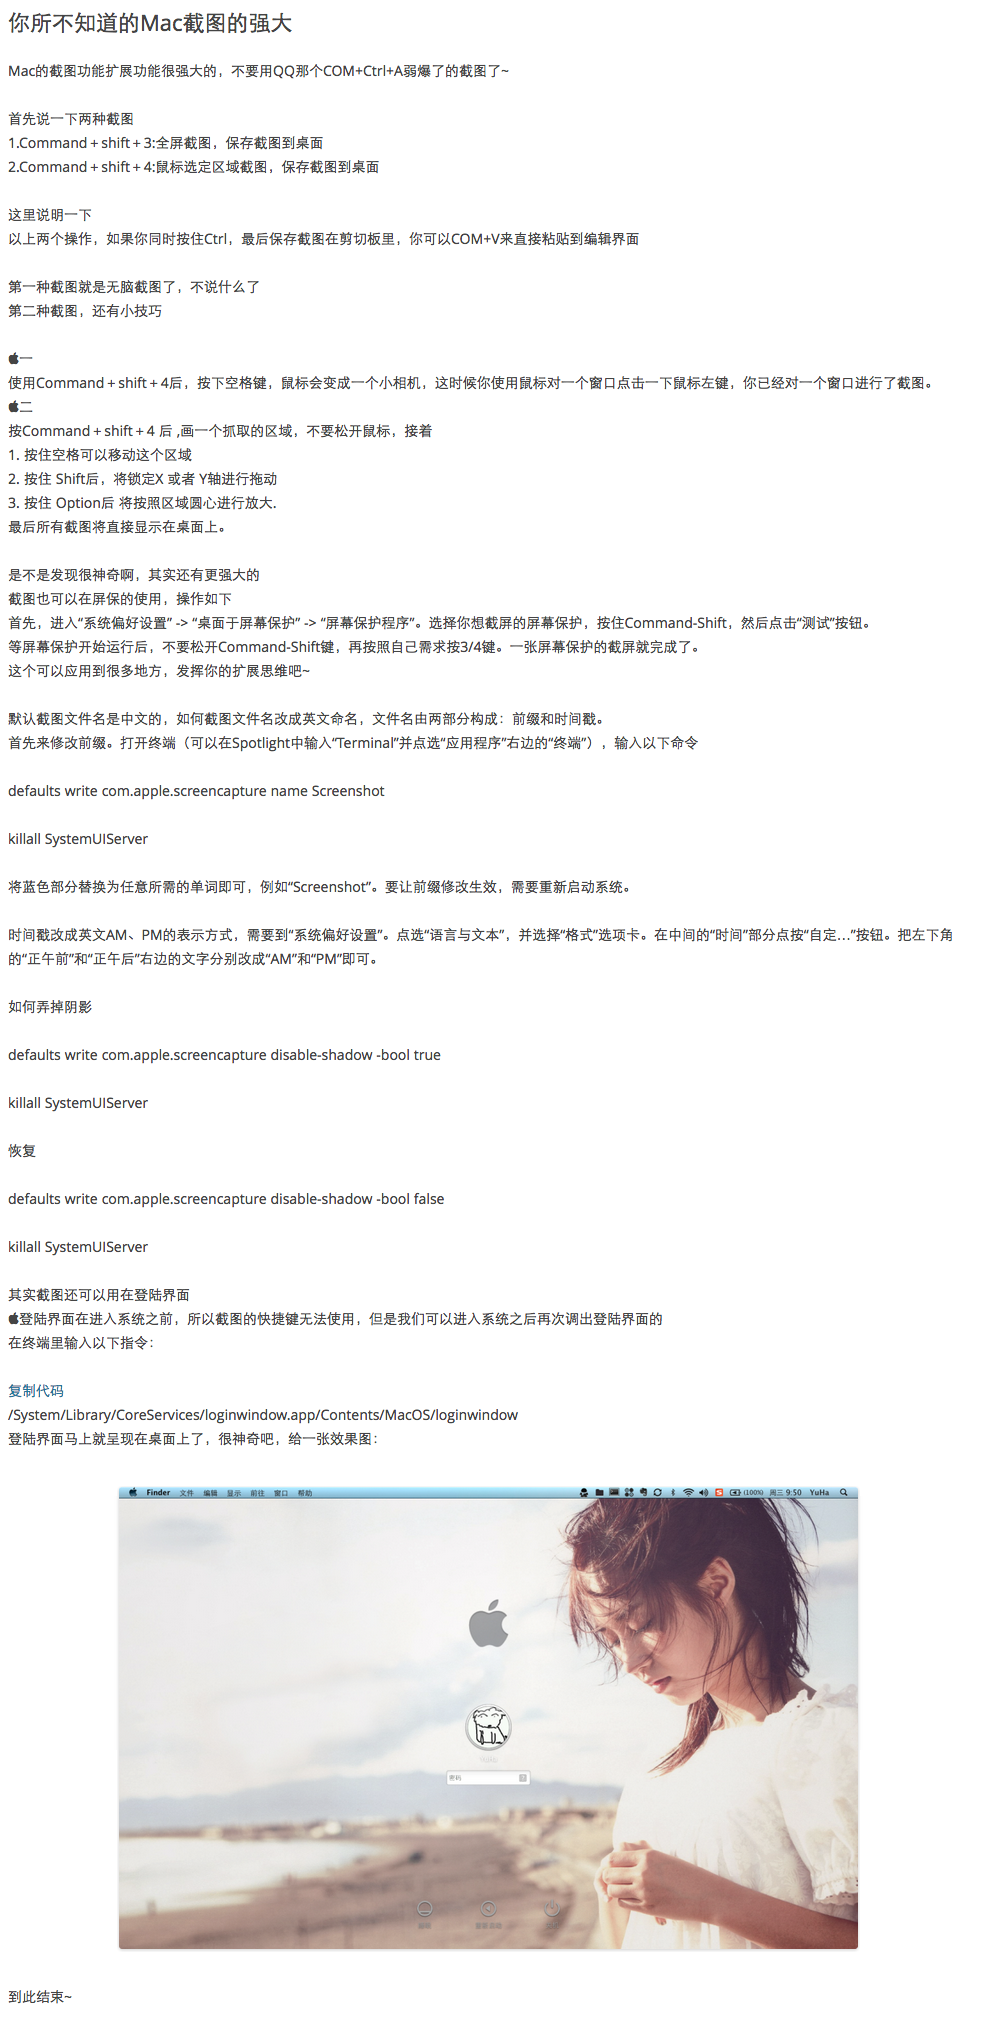 你所不知道的Mac截图的强大
Mac的截图功能扩展功能很强大的，不要用QQ那个COM+Ctrl+A弱爆了的截图了~
首先说一下两种截图
1.Command＋shift＋3:全屏截图，保存截图到桌面
2.Command＋shift＋4:鼠标选定区域截图，保存截图到桌面
这里说明一下
以上两个操作，如果你同时按住Ctrl，最后保存截图在剪切板里，你可以COM+V来直接粘贴到编辑界面
第一种截图就是无脑截图了，不说什么了
第二种截图，还有小技巧
一
使用Command＋shift＋4后，按下空格键，鼠标会变成一个小相机，这时候你使用鼠标对一个窗口点击一下鼠标左键，你已经对一个窗口进行了截图。
二
按Command＋shift＋4 后 ,画一个抓取的区域，不要松开鼠标，接着
1. 按住空格可以移动这个区域
2. 按住 Shift后，将锁定X 或者 Y轴进行拖动
3. 按住 Option后 将按照区域圆心进行放大.
最后所有截图将直接显示在桌面上。
是不是发现很神奇啊，其实还有更强大的
截图也可以在屏保的使用，操作如下
首先，进入“系统偏好设置” -> “桌面于屏幕保护” -> “屏幕保护程序”。选择你想截屏的屏幕保护，按住Command-Shift，然后点击“测试”按钮。
等屏幕保护开始运行后，不要松开Command-Shift键，再按照自己需求按3/4键。一张屏幕保护的截屏就完成了。
这个可以应用到很多地方，发挥你的扩展思维吧~
默认截图文件名是中文的，如何截图文件名改成英文命名，文件名由两部分构成：前缀和时间戳。
首先来修改前缀。打开终端（可以在Spotlight中输入“Terminal”并点选“应用程序”右边的“终端”），输入以下命令
defaults write com.apple.screencapture name Screenshot
killall SystemUIServer
将蓝色部分替换为任意所需的单词即可，例如“Screenshot”。要让前缀修改生效，需要重新启动系统。
时间戳改成英文AM、PM的表示方式，需要到“系统偏好设置”。点选“语言与文本”，并选择“格式”选项卡。在中间的“时间”部分点按“自定…”按钮。把左下角
的“正午前”和“正午后”右边的文字分别改成“AM”和“PM”即可。
如何弄掉阴影
defaults write com.apple.screencapture disable-shadow -bool true
killall SystemUIServer
恢复
defaults write com.apple.screencapture disable-shadow -bool false
killall SystemUIServer
其实截图还可以用在登陆界面
登陆界面在进入系统之前，所以截图的快捷键无法使用，但是我们可以进入系统之后再次调出登陆界面的
在终端里输入以下指令：
复制代码
/System/Library/CoreServices/loginwindow.app/Contents/MacOS/loginwindow
登陆界面马上就呈现在桌面上了，很神奇吧，给一张效果图：
Finder 文件 编辑 显示 前往 窗口 帮助 (100%) 周三 9:50 YuHa
密码
到此结束~